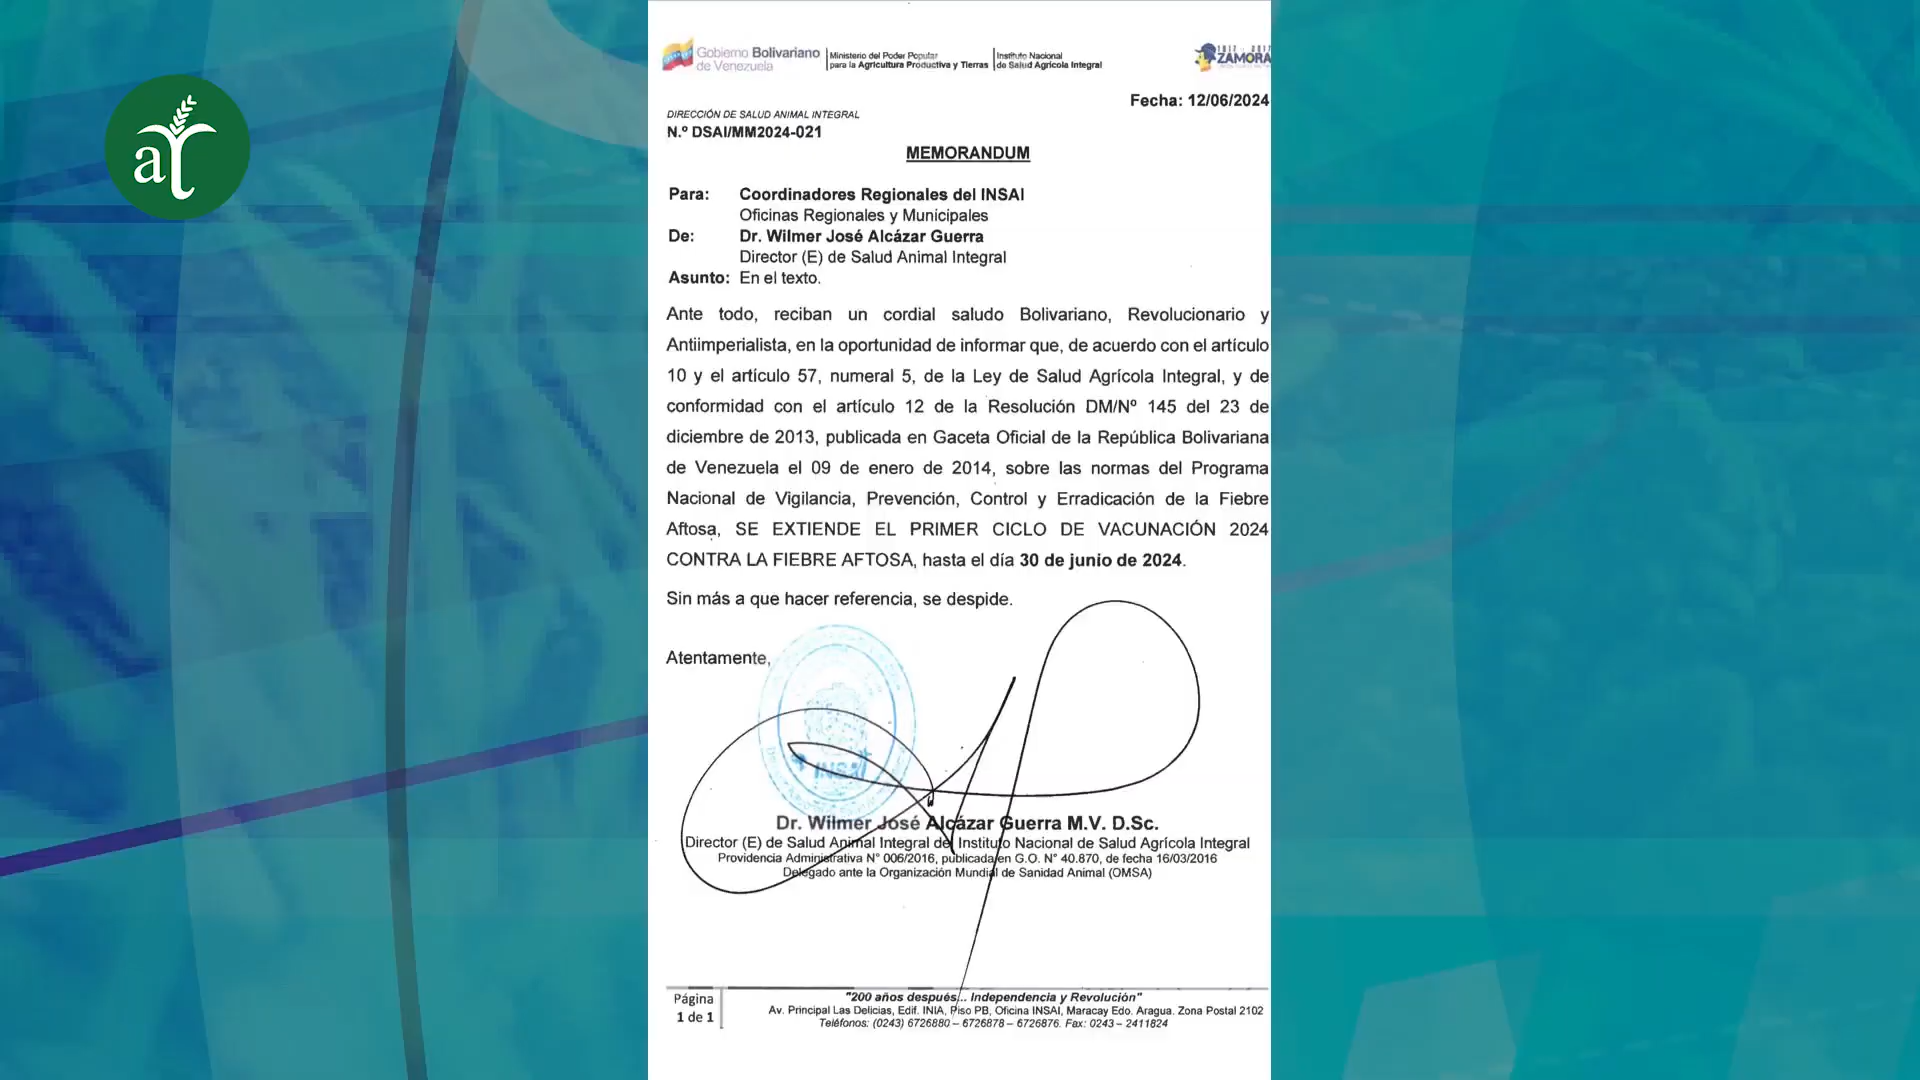 Gobierno Bolivariano
de Venezuela
Ministerio del Poder Popular
para la Agricultura Productiva y Tierras
Instituto Nacional
de Salud Agrícola Integral
1817 - 2017
ZAMORA
aT
Fecha: 12/06/2024
DIRECCIÓN DE SALUD ANIMAL INTEGRAL
N.º DSAI/MM2024-021
MEMORANDUM
Para: Coordinadores Regionales del INSAI
Oficinas Regionales y Municipales
De: Dr. Wilmer José Alcázar Guerra
Director (E) de Salud Animal Integral
Asunto: En el texto.
Ante todo, reciban un cordial saludo Bolivariano, Revolucionario y
Antiimperialista, en la oportunidad de informar que, de acuerdo con el artículo
10 y el artículo 57, numeral 5, de la Ley de Salud Agrícola Integral, y de
conformidad con el artículo 12 de la Resolución DM/Nº 145 del 23 de
diciembre de 2013, publicada en Gaceta Oficial de la República Bolivariana
de Venezuela el 09 de enero de 2014, sobre las normas del Programa
Nacional de Vigilancia, Prevención, Control y Erradicación de la Fiebre
Aftosa, SE EXTIENDE EL PRIMER CICLO DE VACUNACIÓN 2024
CONTRA LA FIEBRE AFTOSA, hasta el día 30 de junio de 2024.
Sin más a que hacer referencia, se despide.
Atentamente,
INSAI
Dr. Wilmer José Alcázar Guerra M.V. D.Sc.
Director (E) de Salud Animal Integral del Instituto Nacional de Salud Agrícola Integral
Providencia Administrativa N° 006/2016, publicada en G.O. N° 40.870, de fecha 16/03/2016
Delegado ante la Organización Mundial de Sanidad Animal (OMSA)
Página
1 de 1
"200 años después... Independencia y Revolución"
Av. Principal Las Delicias, Edif. INIA, Piso PB, Oficina INSAI, Maracay Edo. Aragua. Zona Postal 2102
Teléfonos: (0243) 6726880 – 6726878 – 6726876. Fax: 0243 – 2411824